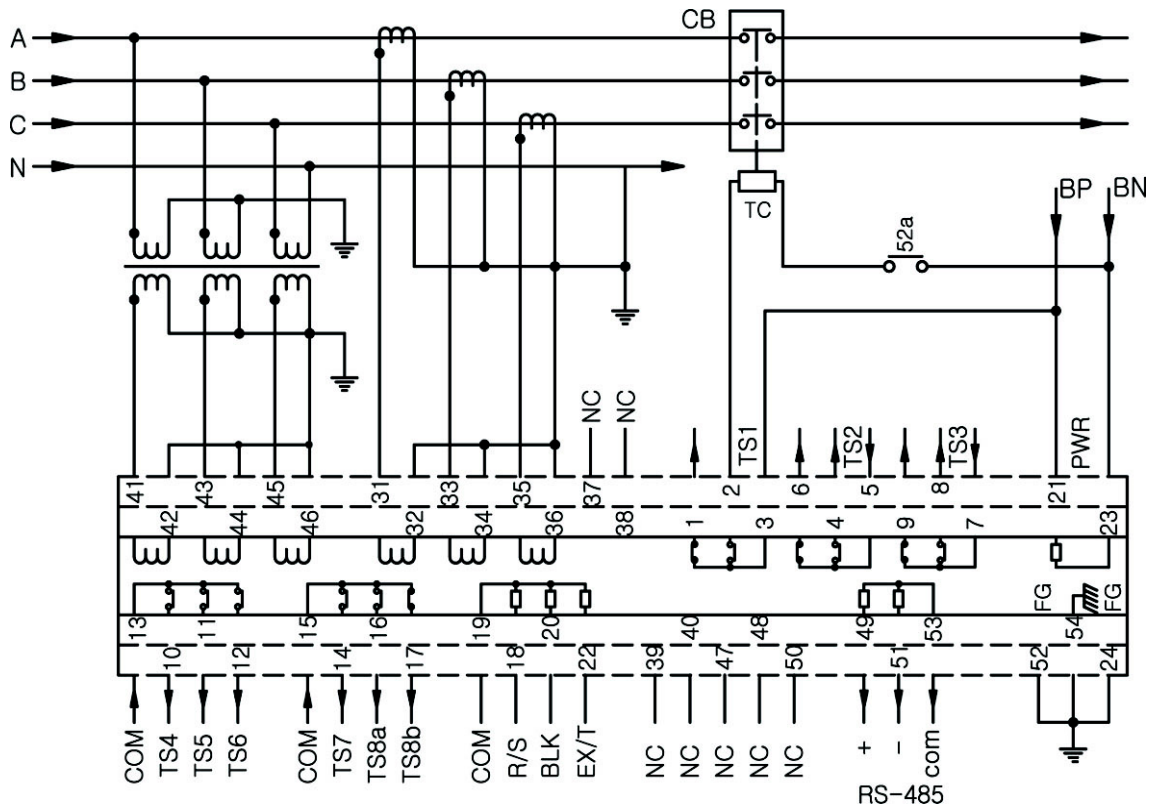 CB
A
B
C
N
TC
52a
BP
BN
NC
NC
TS1
TS2
TS3
PWR
41 43 45 31 33 35 37 2 6 5 8 21
42 44 46 32 34 36 38 1 3 4 9 7 23
FG
FG
13 11 15 16 19 20 40 48 49 53 54
10 12 14 17 18 22 39 47 50 51 52 24
COM
TS4
TS5
TS6
COM
TS7
TS8a
TS8b
COM
R/S
BLK
EX/T
NC
NC
NC
NC
NC
+
-
com
RS-485